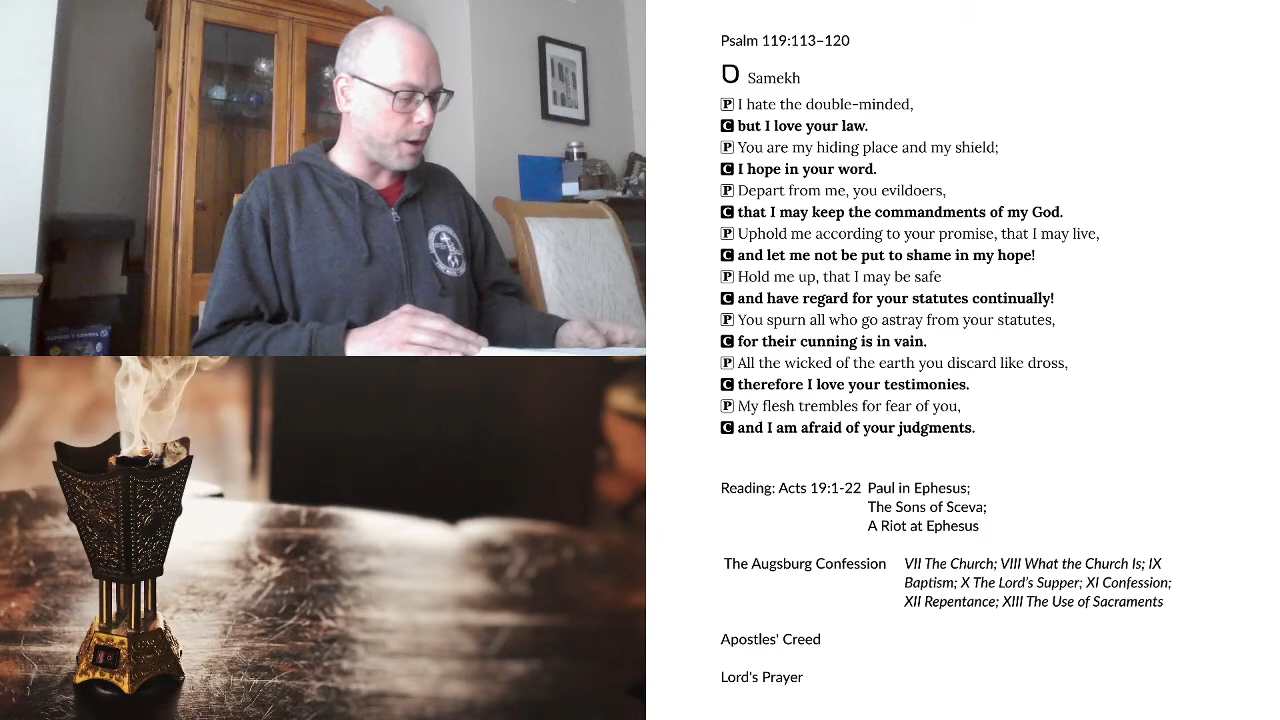 Psalm 119:113–120
ס Samekh
P I hate the double-minded,
C but I love your law.
P You are my hiding place and my shield;
C I hope in your word.
P Depart from me, you evildoers,
C that I may keep the commandments of my God.
P Uphold me according to your promise, that I may live,
C and let me not be put to shame in my hope!
P Hold me up, that I may be safe
C and have regard for your statutes continually!
P You spurn all who go astray from your statutes,
C for their cunning is in vain.
P All the wicked of the earth you discard like dross,
C therefore I love your testimonies.
P My flesh trembles for fear of you,
C and I am afraid of your judgments.
Reading: Acts 19:1-22 Paul in Ephesus;
The Sons of Sceva;
A Riot at Ephesus
The Augsburg Confession VII The Church; VIII What the Church Is; IX
Baptism; X The Lord's Supper; XI Confession;
XII Repentance; XIII The Use of Sacraments
Apostles' Creed
Lord's Prayer